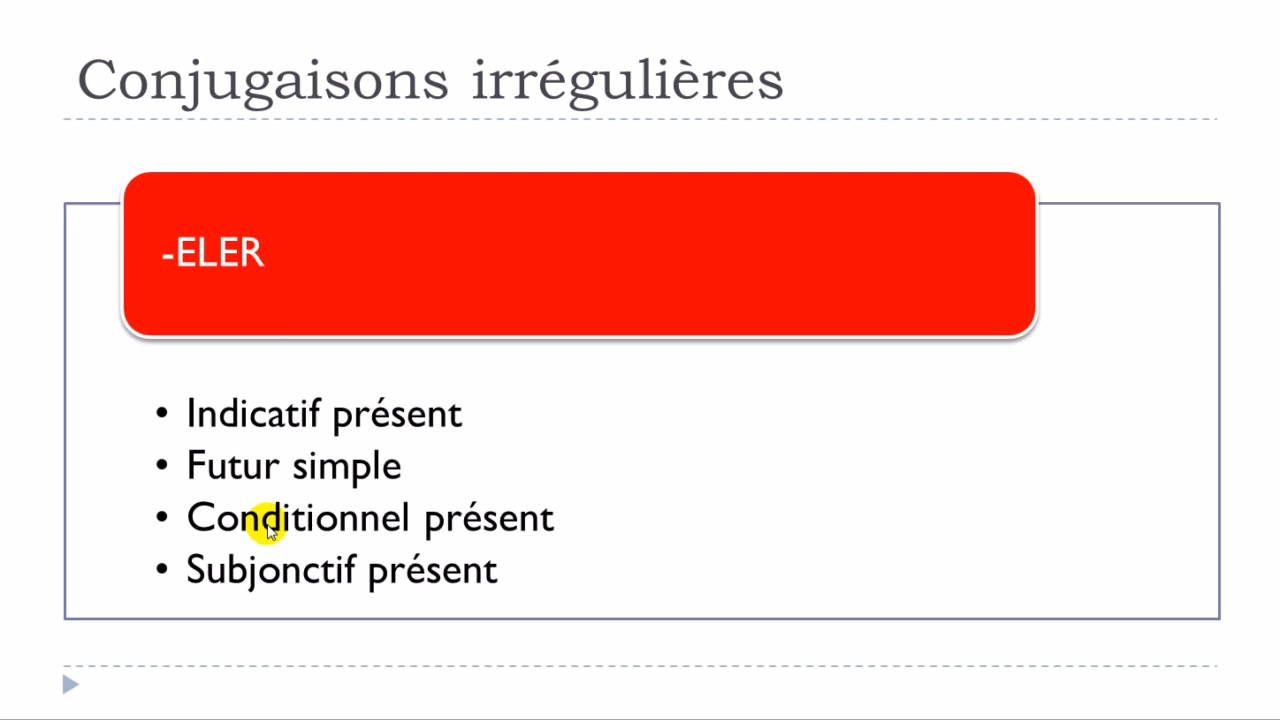 Conjugaisons irrégulières
-ELER
• Indicatif présent
• Futur simple
• Conditionnel présent
• Subjonctif présent